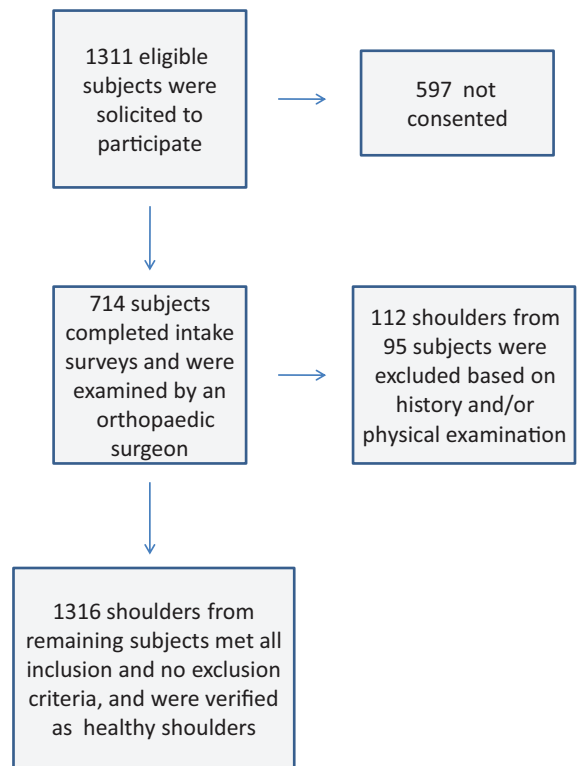 1311 eligible
subjects were
solicited to
participate
597 not
consented
714 subjects
completed intake
surveys and were
examined by an
orthopaedic
surgeon
112 shoulders from
95 subjects were
excluded based on
history and/or
physical examination
1316 shoulders from
remaining subjects met all
inclusion and no exclusion
criteria, and were verified
as healthy shoulders